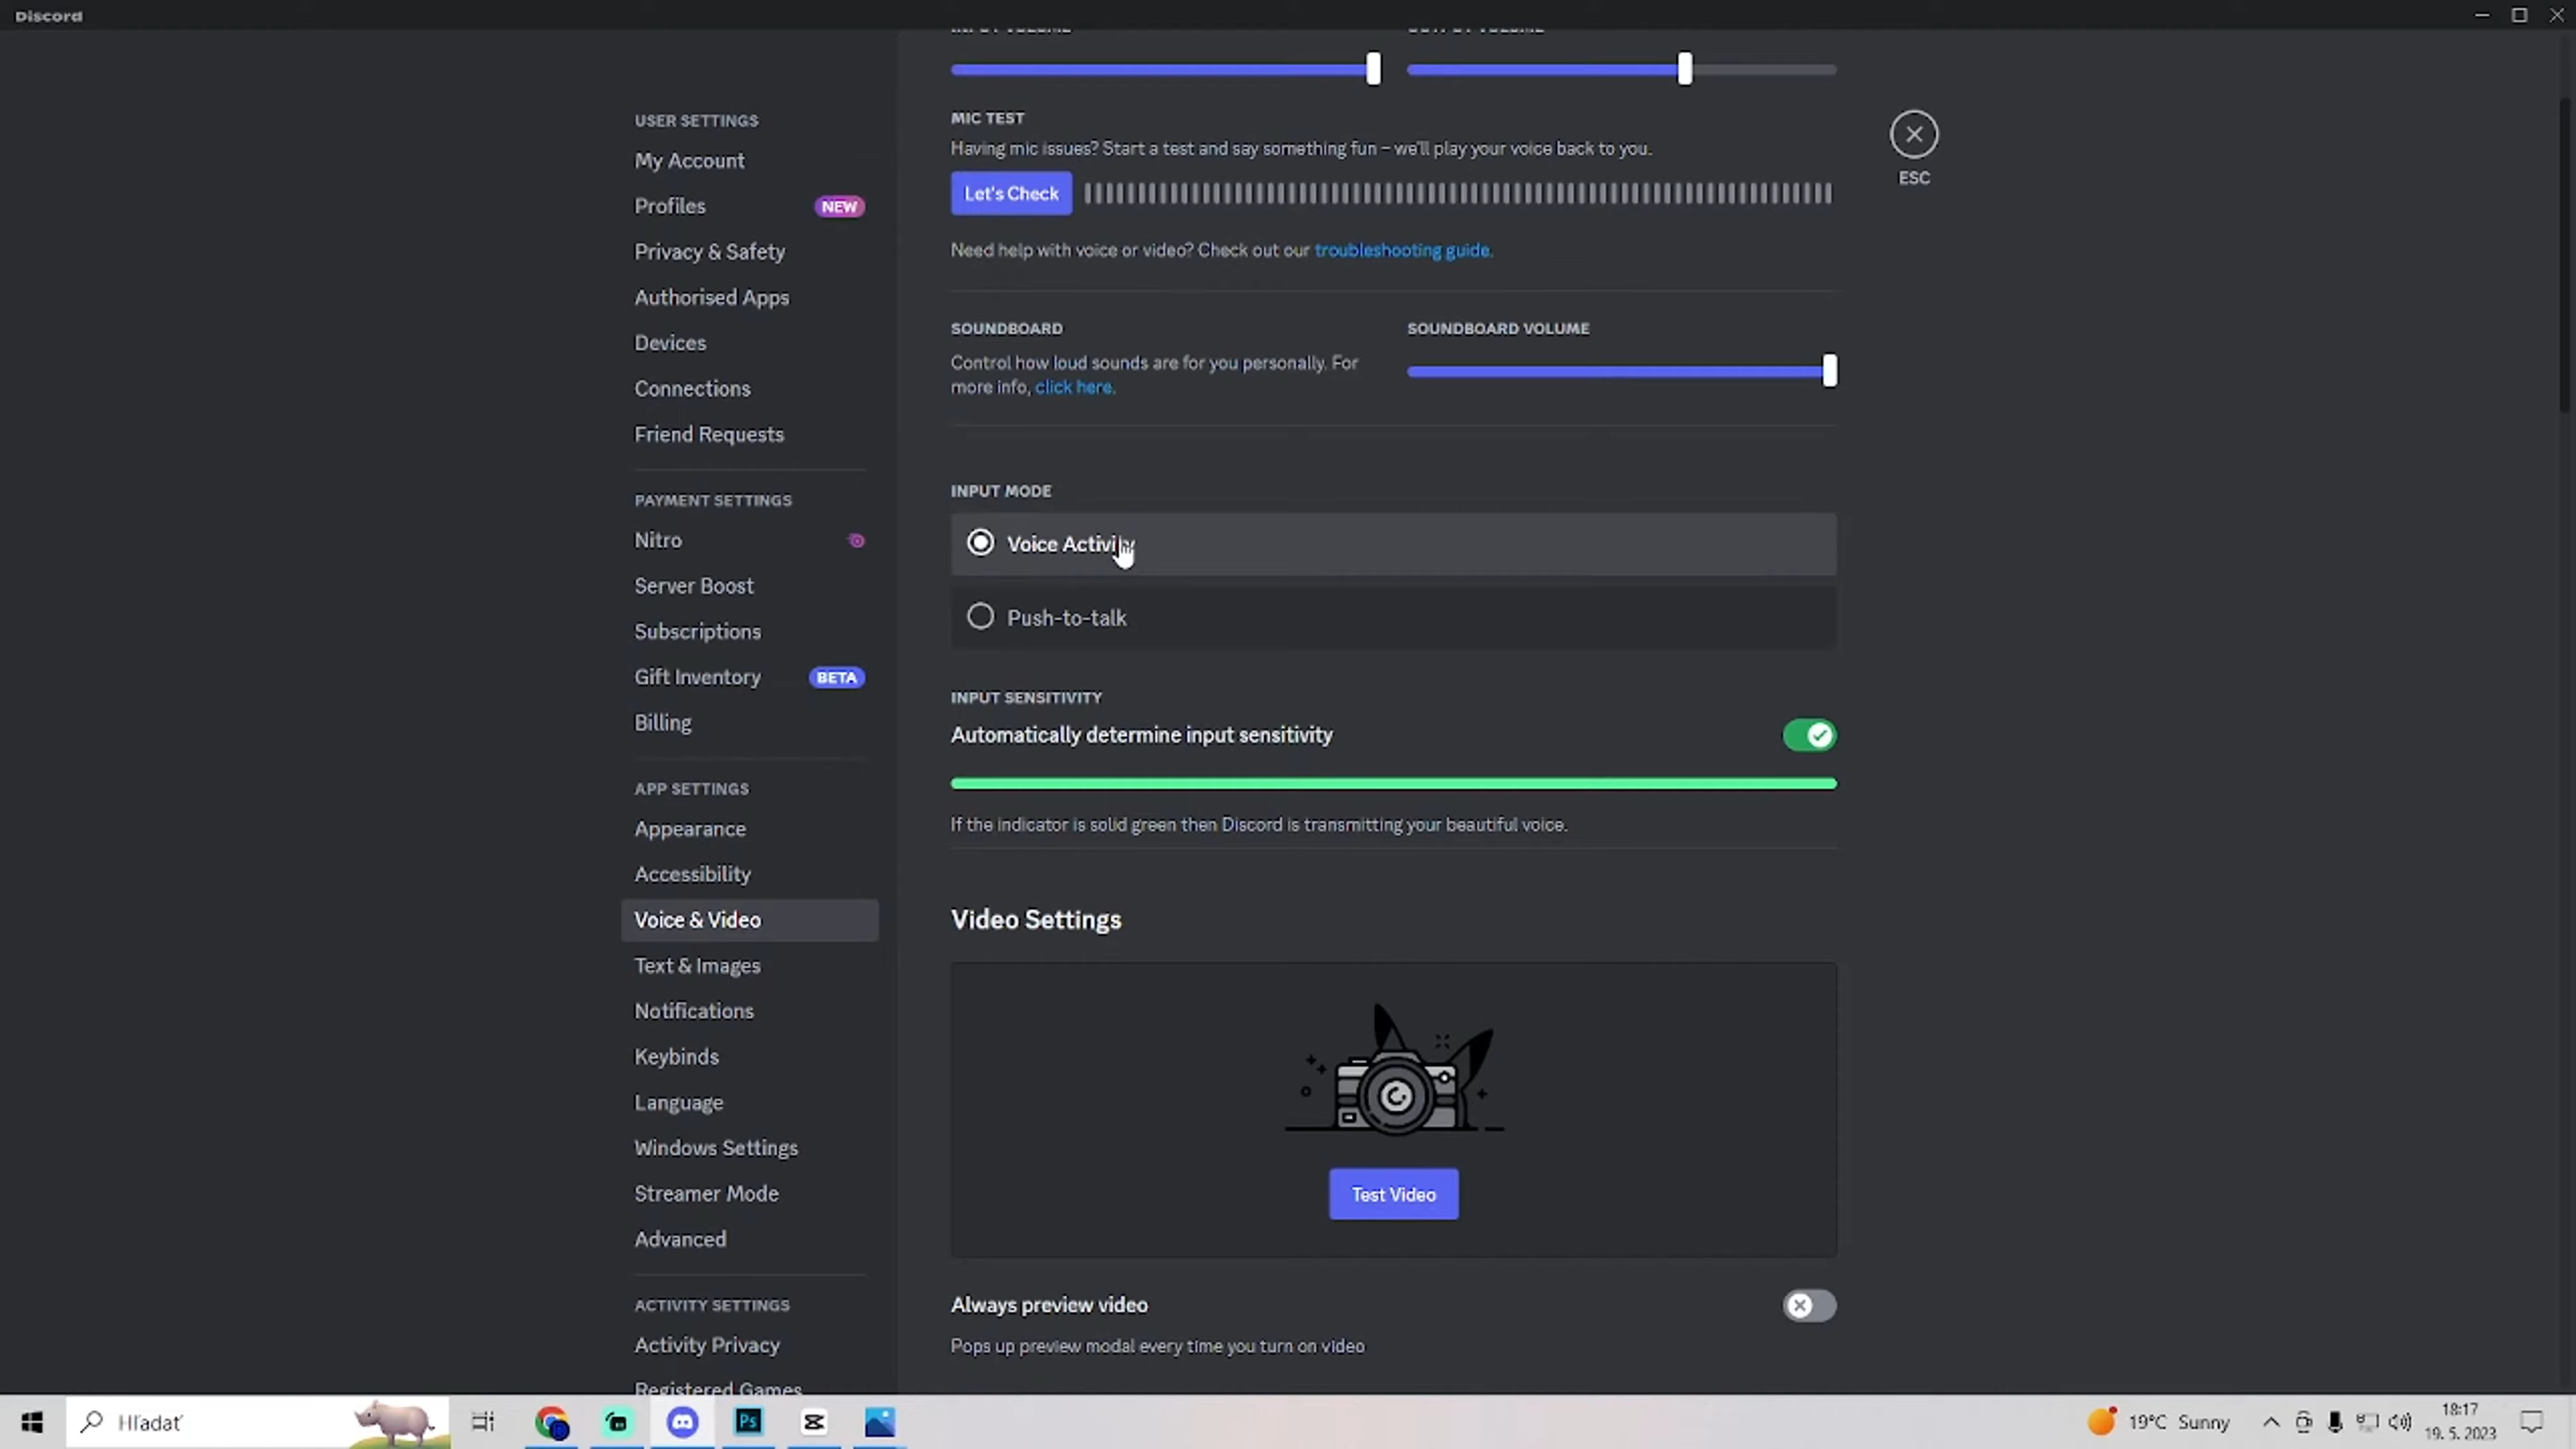 Discord
INPUT VOLUME
OUTPUT VOLUME
USER SETTINGS
My Account
Profiles
NEW
Privacy & Safety
Authorised Apps
Devices
Connections
Friend Requests
PAYMENT SETTINGS
Nitro
Server Boost
Subscriptions
Gift Inventory
BETA
Billing
APP SETTINGS
Appearance
Accessibility
Voice & Video
Text & Images
Notifications
Keybinds
Language
Windows Settings
Streamer Mode
Advanced
ACTIVITY SETTINGS
Activity Privacy
Registered Games
MIC TEST
Having mic issues? Start a test and say something fun – we'll play your voice back to you.
Let's Check
Need help with voice or video? Check out our troubleshooting guide.
SOUNDBOARD
Control how loud sounds are for you personally. For
more info, click here.
SOUNDBOARD VOLUME
INPUT MODE
Voice Activity
Push-to-talk
INPUT SENSITIVITY
Automatically determine input sensitivity
If the indicator is solid green then Discord is transmitting your beautiful voice.
Video Settings
Test Video
Always preview video
Pops up preview modal every time you turn on video
ESC
Hľadať
Ps
19°C Sunny
18:17
19. 5. 2023